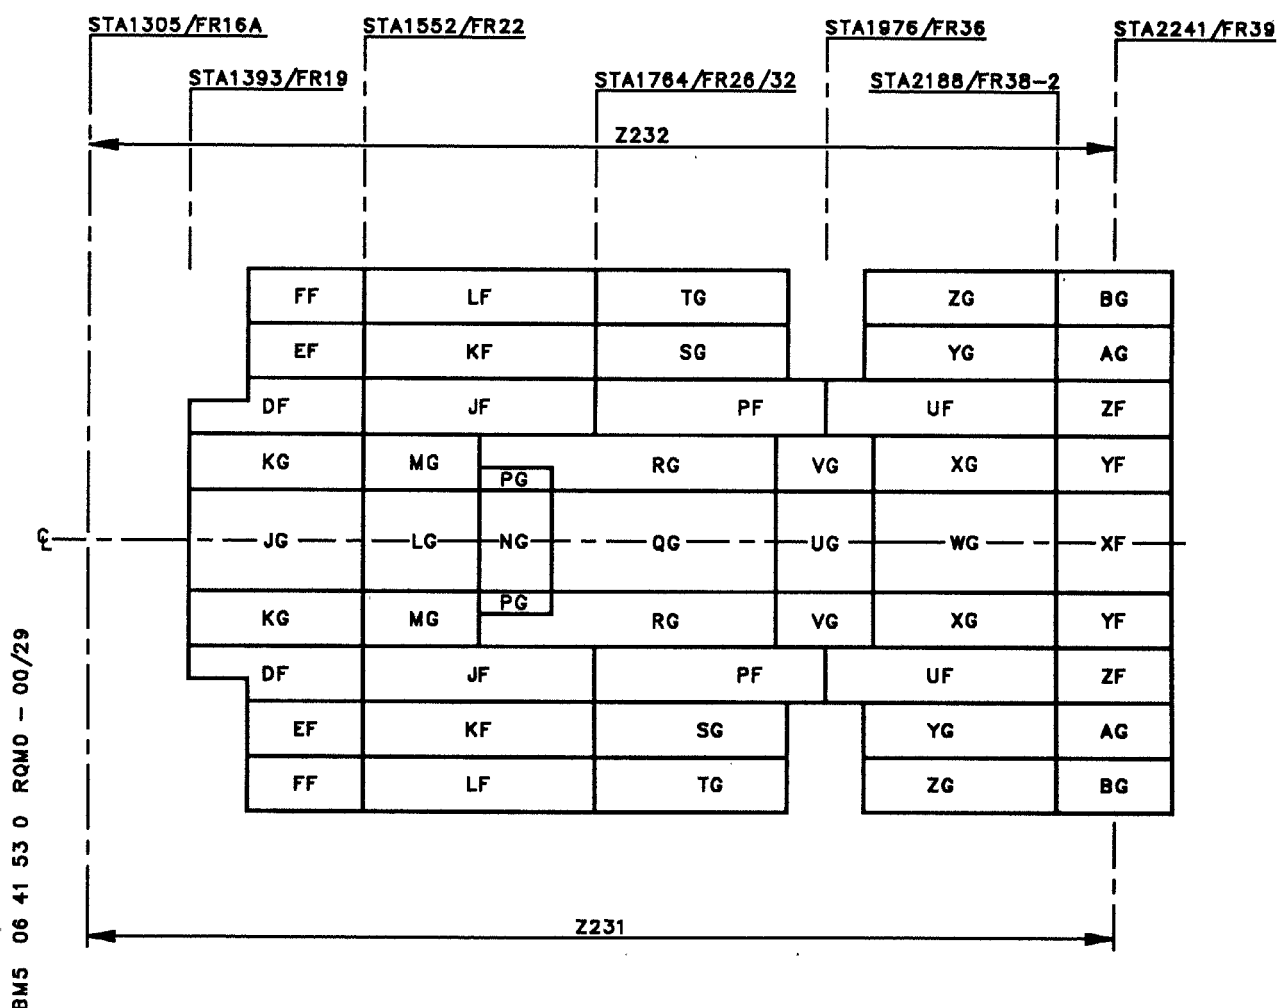 STA1305/FR16A STA1552/FR22 STA1976/FR36 STA2241/FR39
STA1393/FR19 STA1764/FR26/32 STA2188/FR38-2
Z232
FF LF TG ZG BG
EF KF SG YG AG
DF JF PF UF ZF
KG MG RG VG XG YF
PG
JG LG NG QG UG WG XF
PG
KG MG RG VG XG YF
DF JF PF UF ZF
EF KF SG YG AG
FF LF TG ZG BG
Z231
BM5 06 41 53 0 RQM0 - 00/29